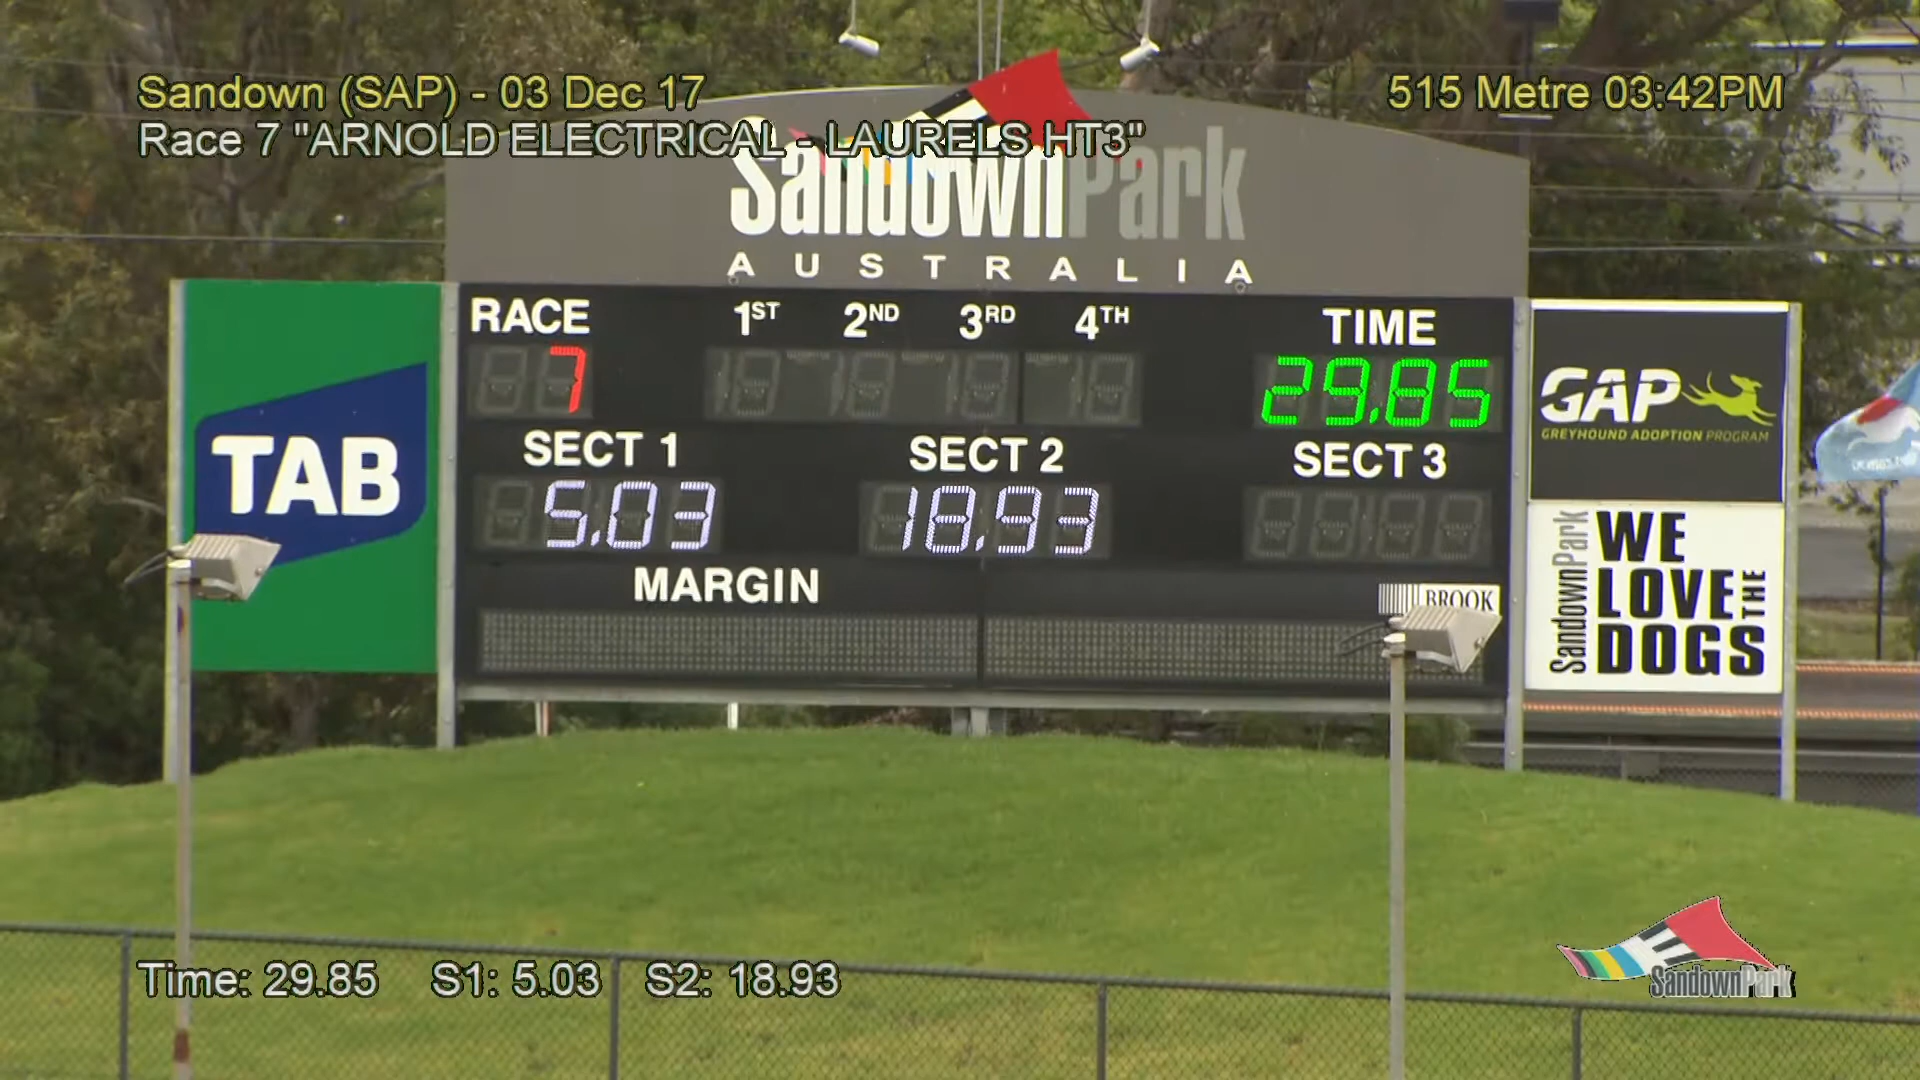 Sandown (SAP) - 03 Dec 17
515 Metre 03:42PM
Race 7 "ARNOLD ELECTRICAL - LAURELS HT3"
SandownPark
AUSTRALIA
RACE 1ST 2ND 3RD 4TH TIME
7 29.85
SECT 1 SECT 2 SECT 3
5.03 18.93
MARGIN
BROOK
TAB
GAP
GREYHOUND ADOPTION PROGRAM
SandownPark
WE
LOVE THE
DOGS
Time: 29.85 S1: 5.03 S2: 18.93
SandownPark